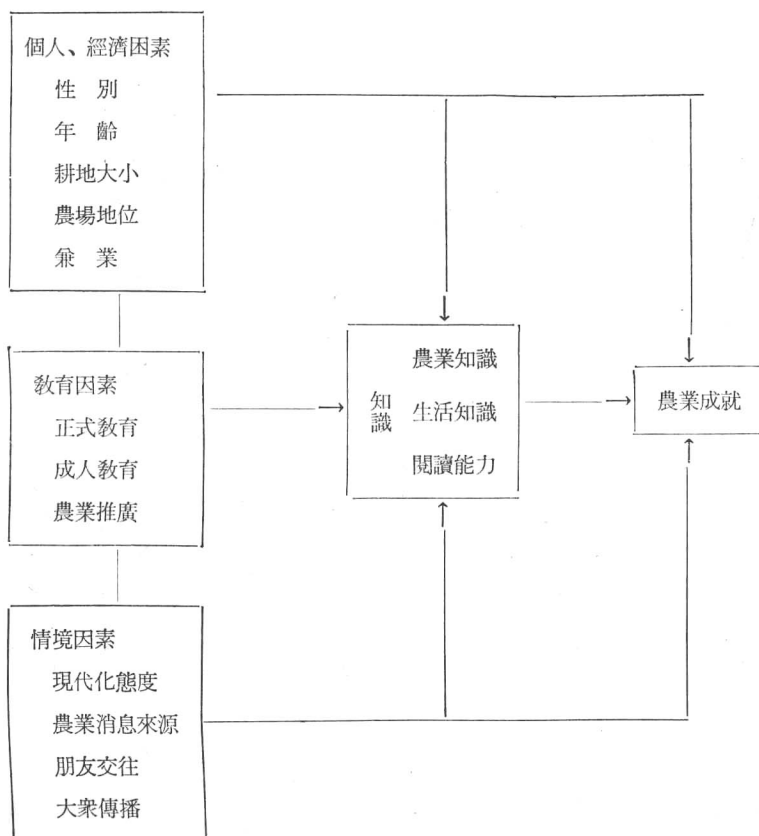 個人、經濟因素
性 別
年 齡
耕地大小
農場地位
兼 業
教育因素
正式教育
成人教育
農業推廣
情境因素
現代化態度
農業消息來源
朋友交往
大衆傳播
知識
農業知識
生活知識
閱讀能力
農業成就